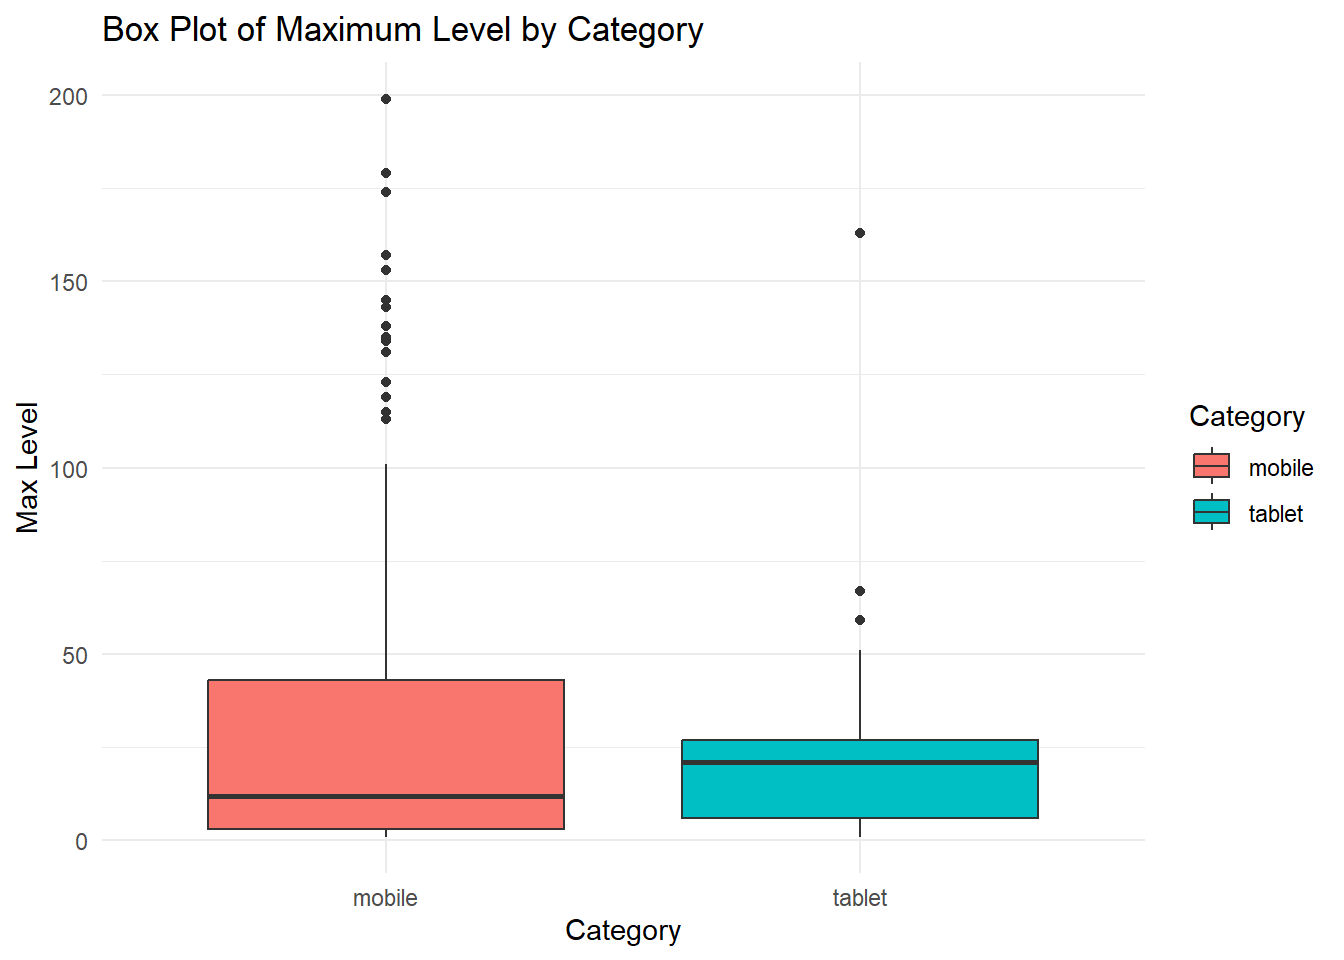 Box Plot of Maximum Level by Category
200
150
100
50
0
Max Level
mobile
tablet
Category
Category
mobile
tablet